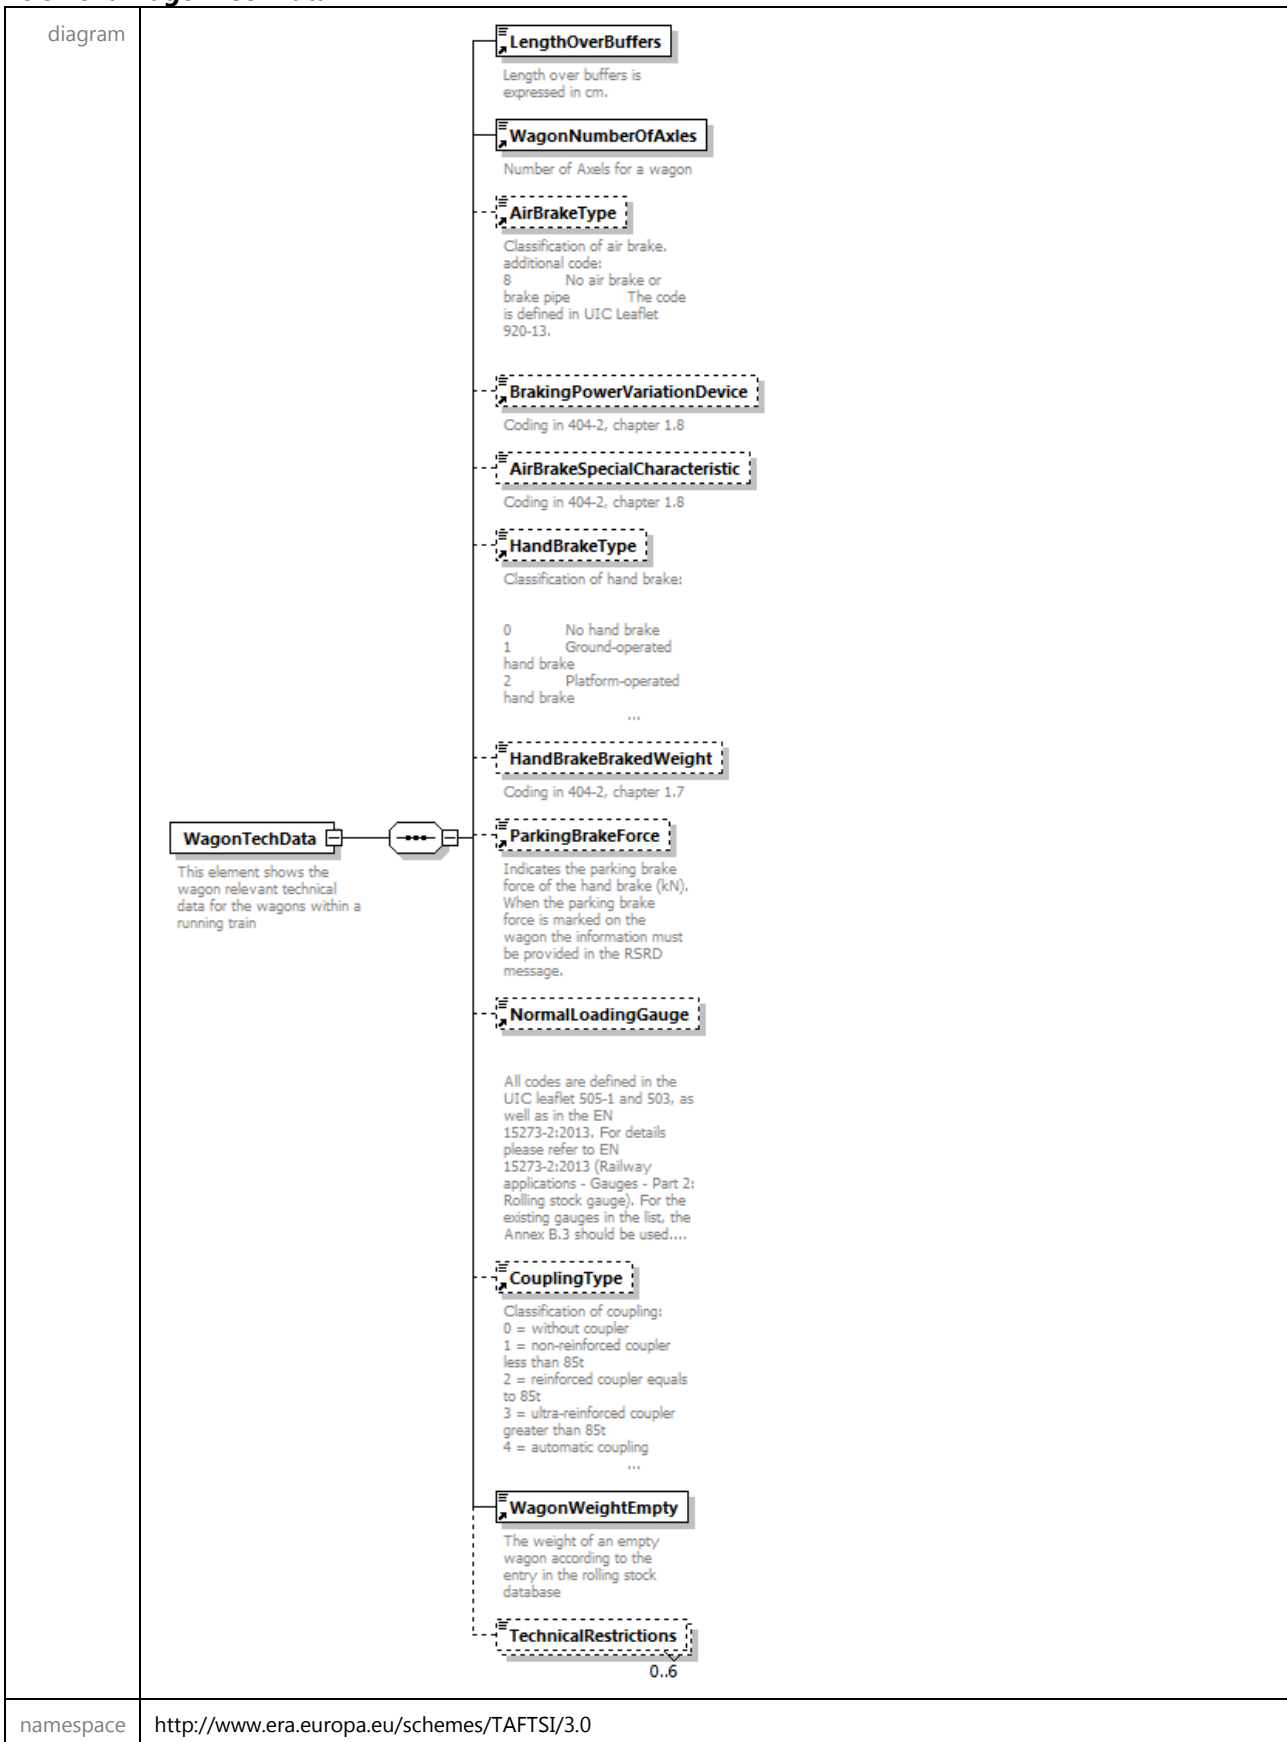 diagram
LengthOverBuffers
Length over buffers is
expressed in cm.
WagonNumberOfAxles
Number of Axels for a wagon
AirBrakeType
Classification of air brake.
additional code:
8 No air brake or
brake pipe The code
is defined in UIC Leaflet
920-13.
BrakingPowerVariationDevice
Coding in 404-2, chapter 1.8
AirBrakeSpecialCharacteristic
Coding in 404-2, chapter 1.8
HandBrakeType
Classification of hand brake:
0 No hand brake
1 Ground-operated
hand brake
2 Platform-operated
hand brake
...
HandBrakeBrakedWeight
Coding in 404-2, chapter 1.7
WagonTechData
This element shows the
wagon relevant technical
data for the wagons within a
running train
ParkingBrakeForce
Indicates the parking brake
force of the hand brake (kN).
When the parking brake
force is marked on the
wagon the information must
be provided in the RSRD
message.
NormalLoadingGauge
All codes are defined in the
UIC leaflet 505-1 and 503, as
well as in the EN
15273-2:2013. For details
please refer to EN
15273-2:2013 (Railway
applications - Gauges - Part 2:
Rolling stock gauge). For the
existing gauges in the list, the
Annex B.3 should be used....
CouplingType
Classification of coupling:
0 = without coupler
1 = non-reinforced coupler
less than 85t
2 = reinforced coupler equals
to 85t
3 = ultra-reinforced coupler
greater than 85t
4 = automatic coupling
...
WagonWeightEmpty
The weight of an empty
wagon according to the
entry in the rolling stock
database
TechnicalRestrictions
0..6
namespace http://www.era.europa.eu/schemes/TAFTSI/3.0